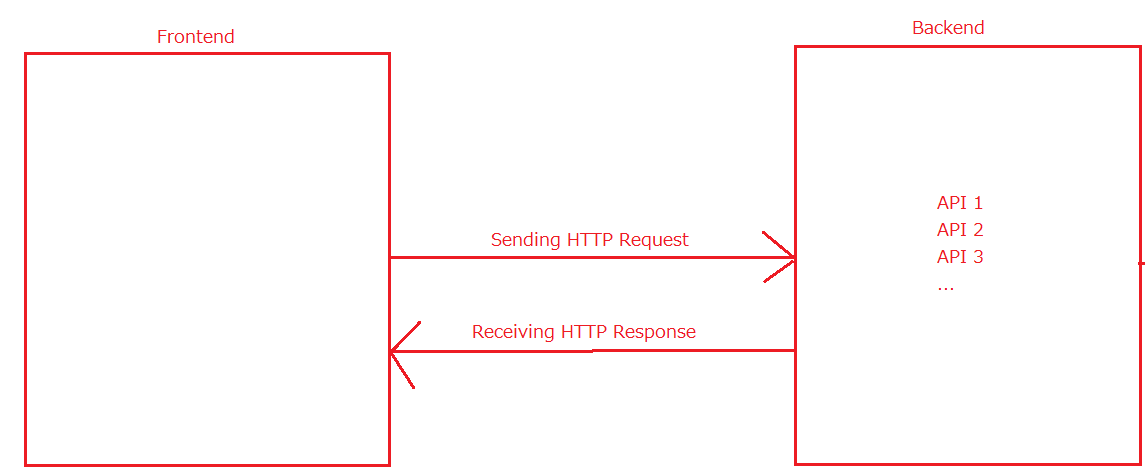 Frontend
Backend
API 1
API 2
API 3
...
Sending HTTP Request
Receiving HTTP Response